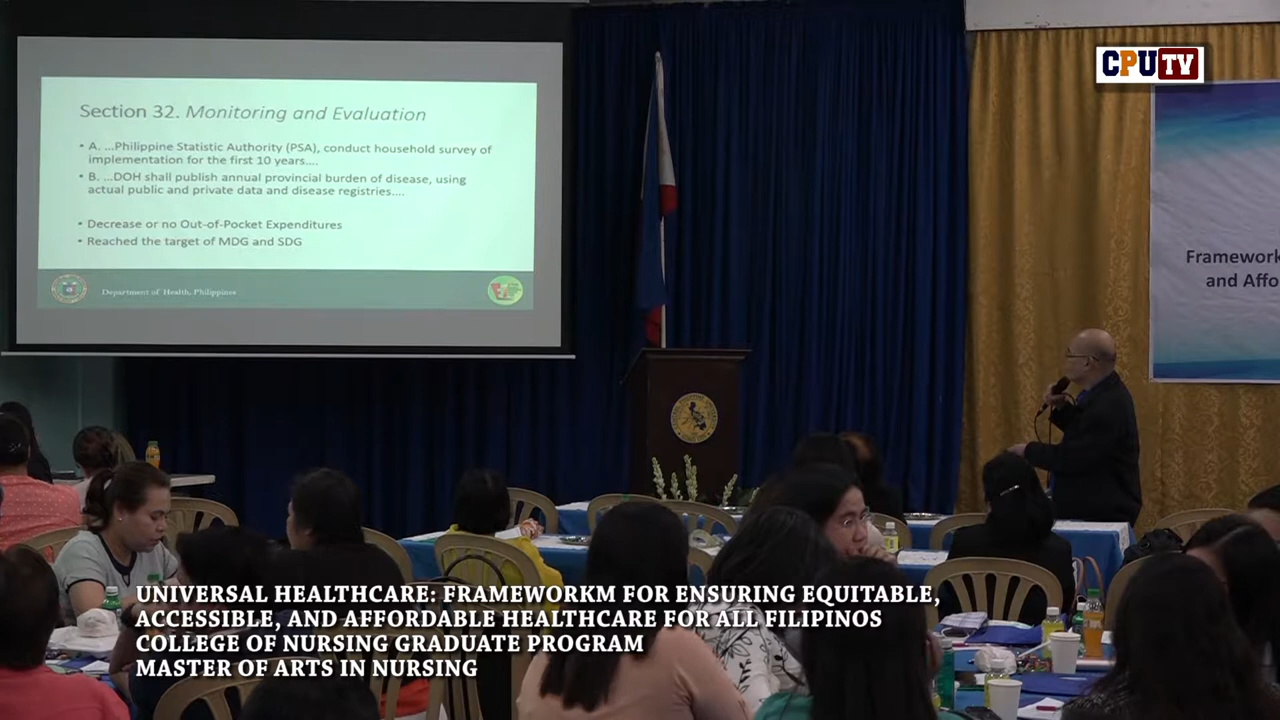 CPUTV
Section 32. Monitoring and Evaluation
• A. ...Philippine Statistic Authority (PSA), conduct household survey of
implementation for the first 10 years....
• B. ...DOH shall publish annual provincial burden of disease, using
actual public and private data and disease registries....
• Decrease or no Out-of-Pocket Expenditures
• Reached the target of MDG and SDG
Department of Health, Philippines
Framework
and Affo
UNIVERSAL HEALTHCARE: FRAMEWORKM FOR ENSURING EQUITABLE,
ACCESSIBLE, AND AFFORDABLE HEALTHCARE FOR ALL FILIPINOS
COLLEGE OF NURSING GRADUATE PROGRAM
MASTER OF ARTS IN NURSING